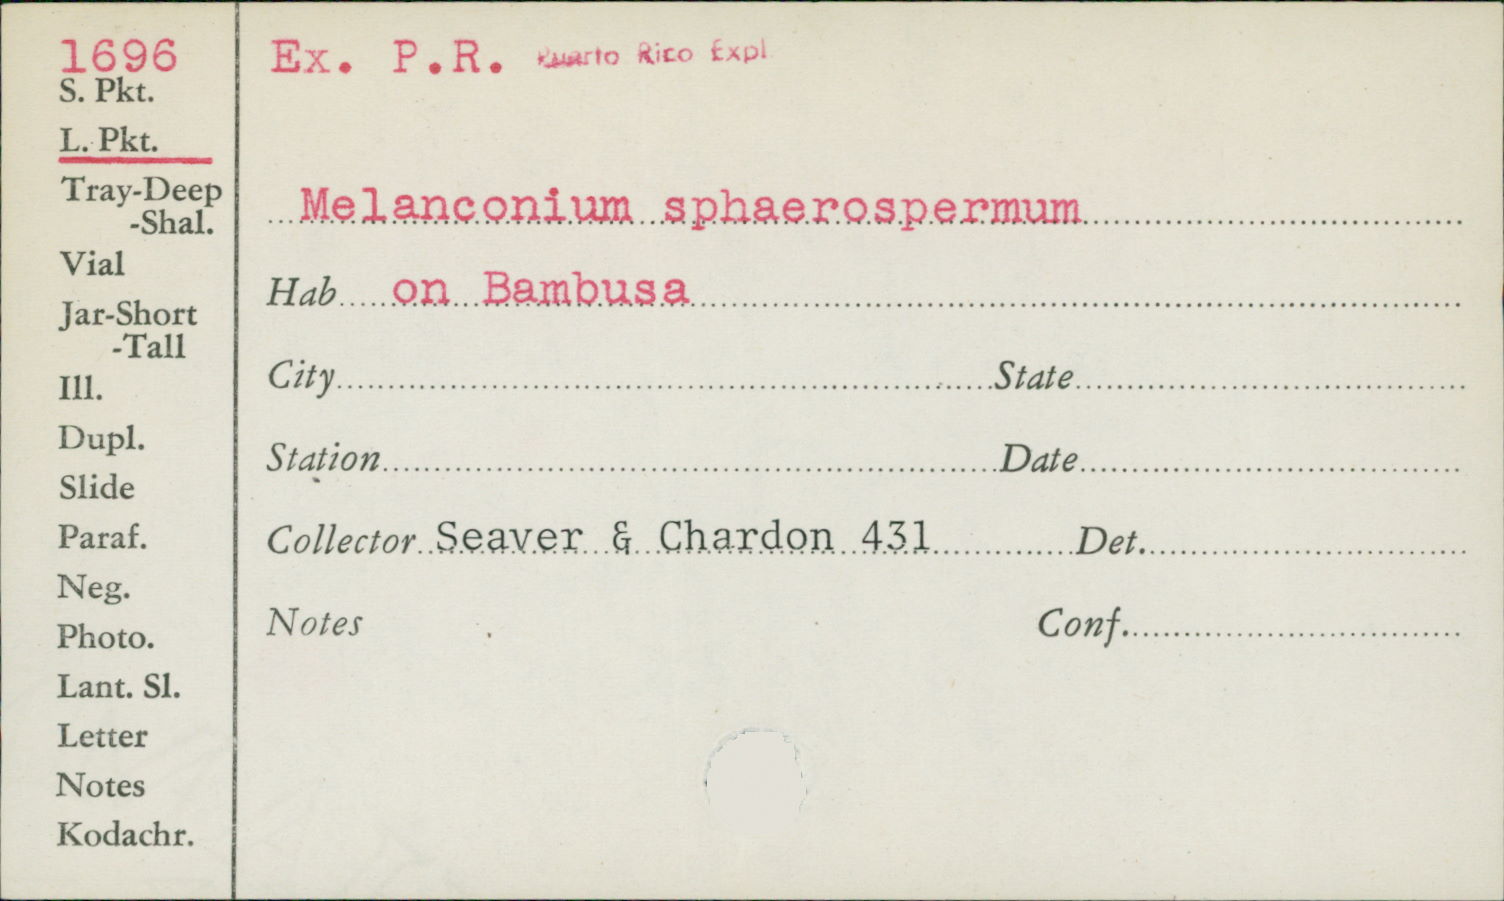 1696
S. Pkt.
L. Pkt.
Tray-Deep
-Shal.
Vial
Jar-Short
-Tall
Ill.
Dupl.
Slide
Paraf.
Neg.
Photo.
Lant. Sl.
Letter
Notes
Kodachr.
Ex. P.R. Puerto Rico Expl.
Melanconium sphaerospermum
Hab on Bambusa
City State
Station Date
Collector Seaver & Chardon 431 Det.
Notes Conf.